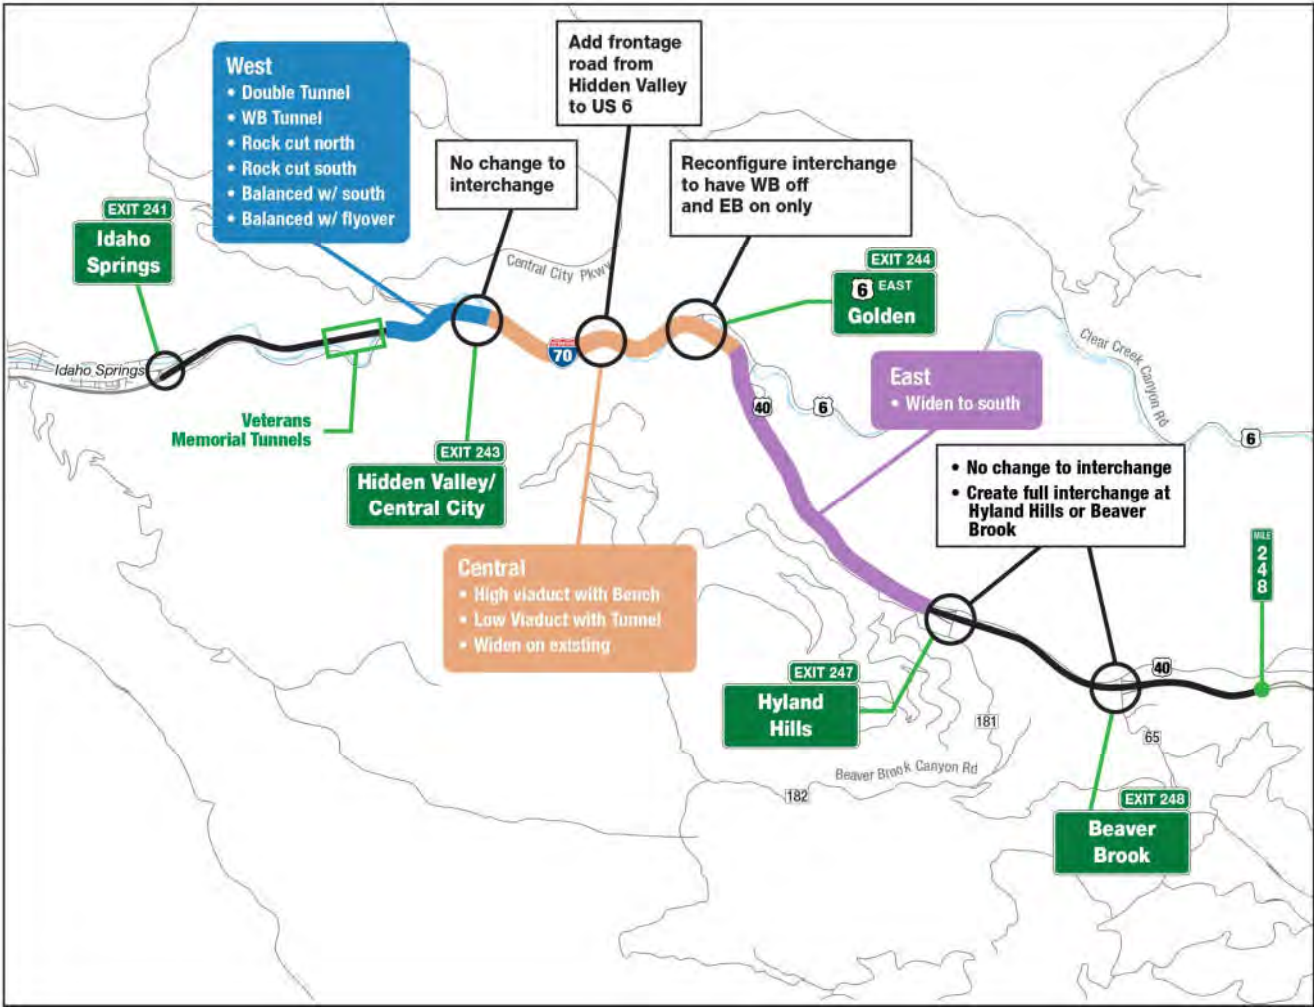 West
• Double Tunnel
• WB Tunnel
• Rock cut north
• Rock cut south
• Balanced w/ south
• Balanced w/ flyover
Add frontage
road from
Hidden Valley
to US 6
No change to
interchange
Reconfigure interchange
to have WB off
and EB on only
EXIT 241
Idaho
Springs
Central City Pkwy
EXIT 244
6 EAST
Golden
Idaho Springs
70
Clear Creek
Canyon Rd
East
• Widen to south
40
6
6
Veterans
Memorial Tunnels
EXIT 243
Hidden Valley/
Central City
• No change to interchange
• Create full interchange at
Hyland Hills or Beaver
Brook
MILE
2
4
8
Central
• High viaduct with Bench
• Low Viaduct with Tunnel
• Widen on existing
40
EXIT 247
Hyland
Hills
181
65
Beaver Brook Canyon Rd
182
EXIT 248
Beaver
Brook